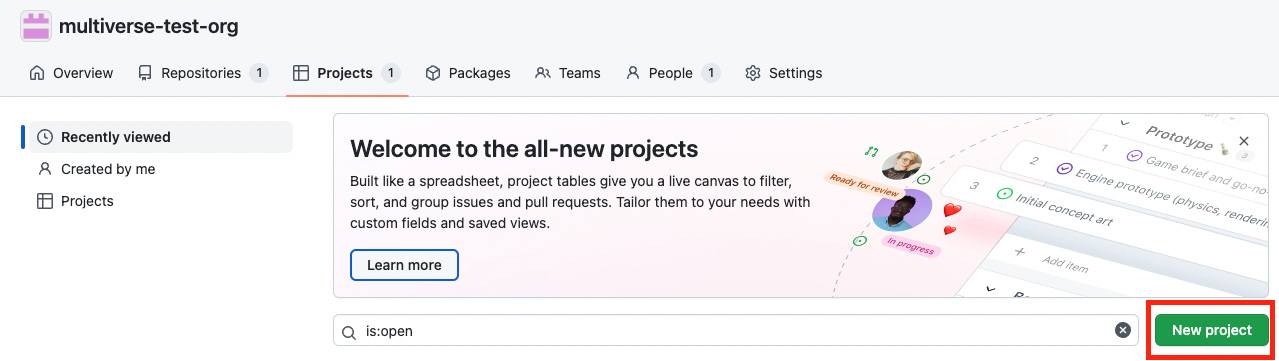 multiverse-test-org
Overview Repositories 1 Projects 1 Packages Teams People 1 Settings
Recently viewed
Created by me
Projects
Welcome to the all-new projects
Built like a spreadsheet, project tables give you a live canvas to filter,
sort, and group issues and pull requests. Tailor them to your needs with
custom fields and saved views.
Learn more
Ready for review
In progress
Prototype 3
1 Game brief and go-no-
2 Engine prototype (physics, rendering
3 Initial concept art
+ Add item
is:open
New project